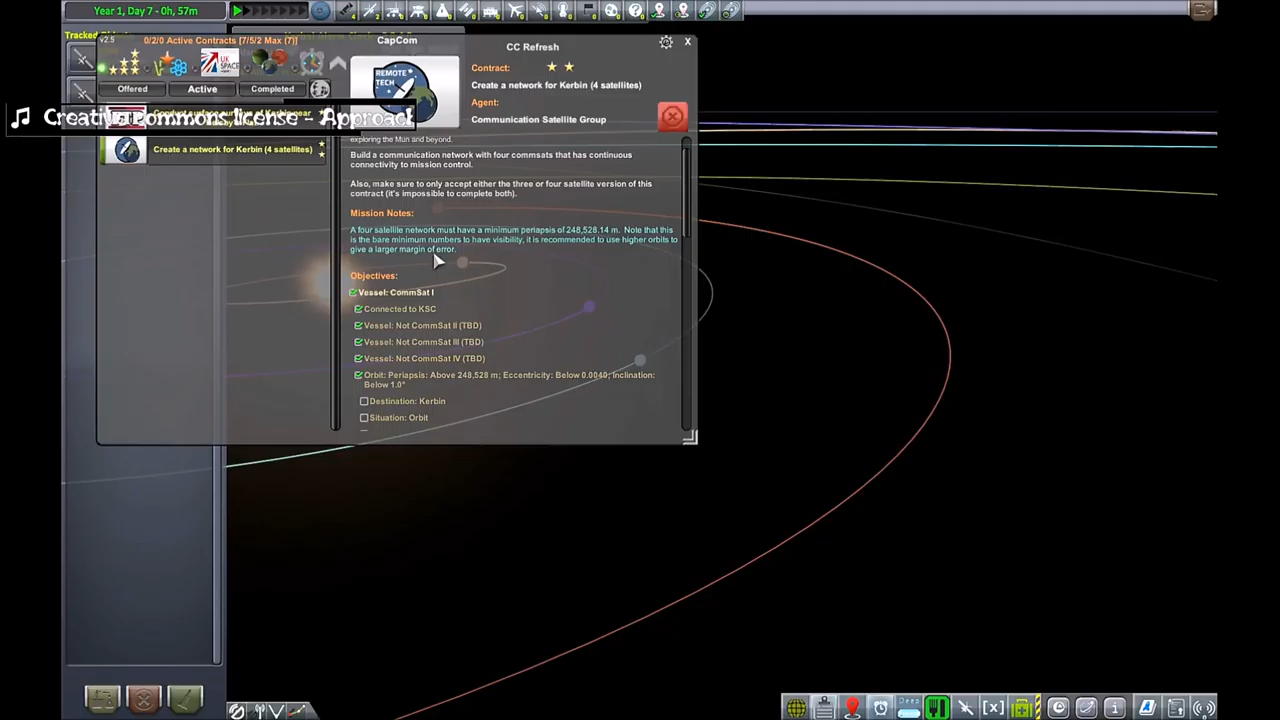 Year 1, Day 7 - 0h, 57m
v2.5
0/2/0 Active Contracts [7/5/2 Max (7)]
CapCom
CC Refresh
X
UK
SPACE
REMOTE
TECH
Contract:
Create a network for Kerbin (4 satellites)
Agent:
Communication Satellite Group
Offered
Active
Completed
Creative Commons license - Approach
Create a network for Kerbin (4 satellites)
exploring the Mun and beyond.
Build a communication network with four commsats that has continuous
connectivity to mission control.
Also, make sure to only accept either the three or four satellite version of this
contract (it's impossible to complete both).
Mission Notes:
A four satellite network must have a minimum periapsis of 248,528.14 m. Note that this
is the bare minimum numbers to have visibility, it is recommended to use higher orbits to
give a larger margin of error.
Objectives:
Vessel: CommSat I
Connected to KSC
Vessel: Not CommSat II (TBD)
Vessel: Not CommSat III (TBD)
Vessel: Not CommSat IV (TBD)
Orbit: Periapsis: Above 248,528 m; Eccentricity: Below 0.0040; Inclination:
Below 1.0°
Destination: Kerbin
Situation: Orbit